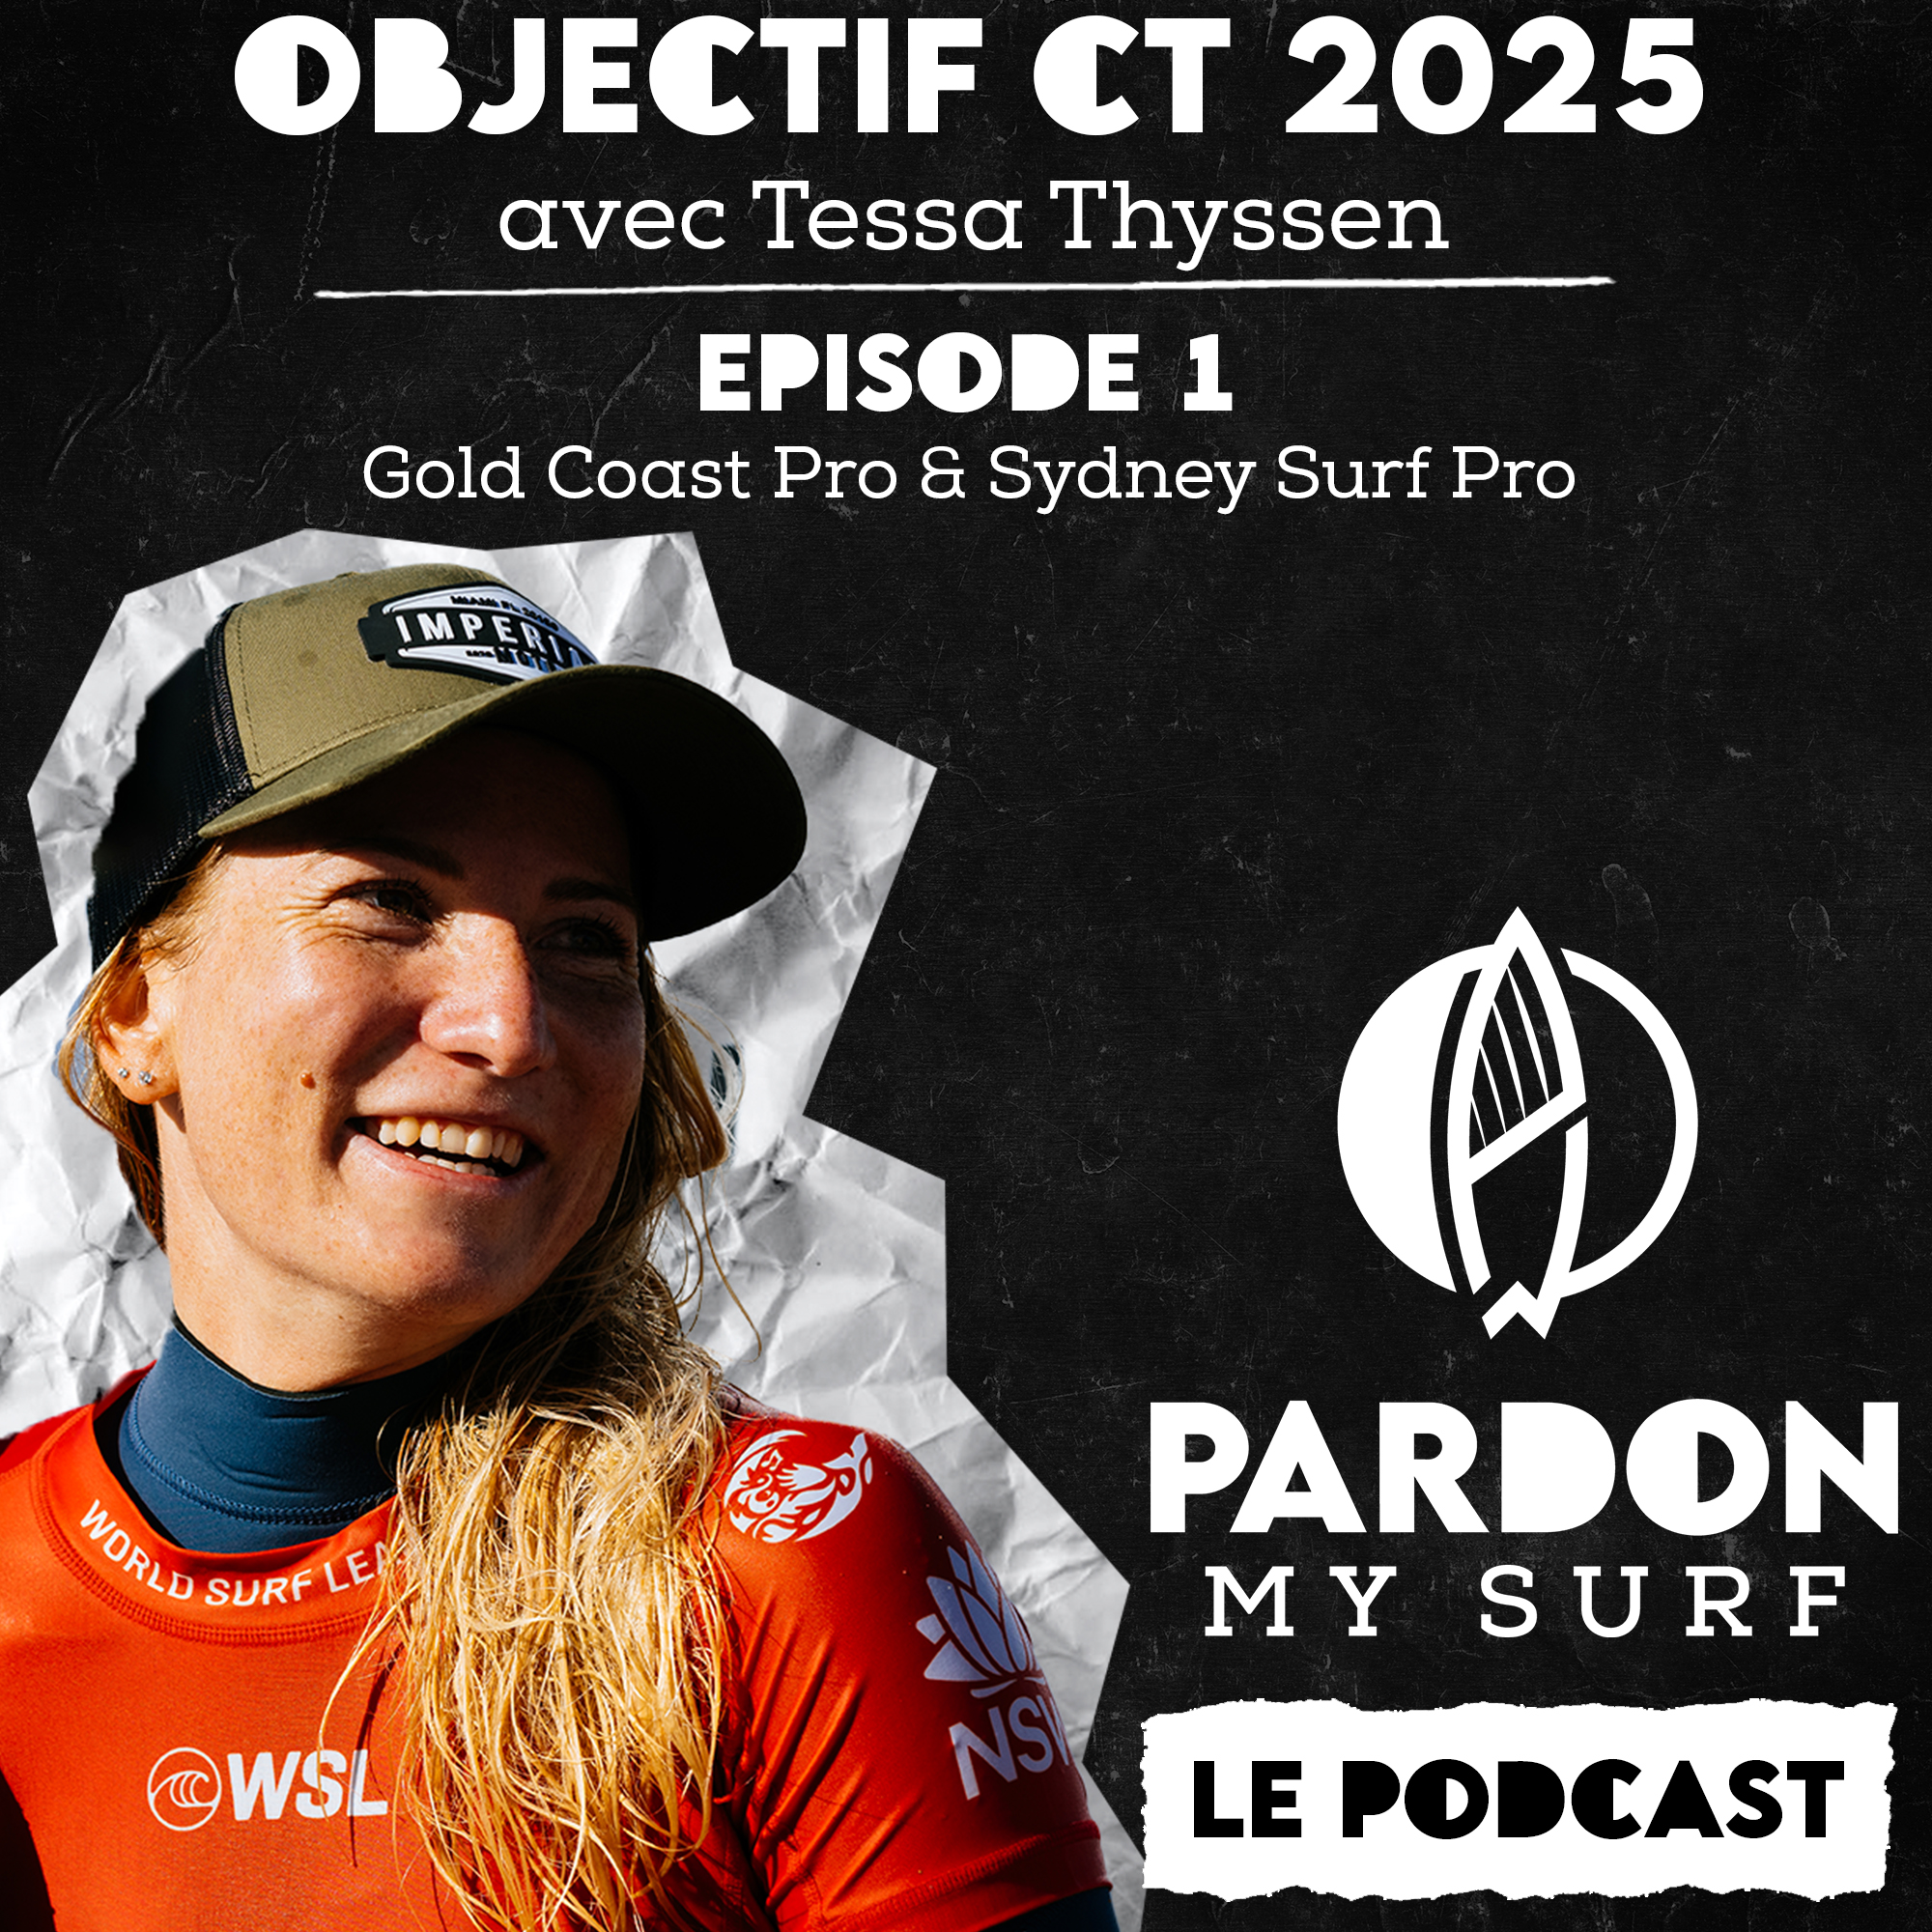 OBJECTIF CT 2025
avec Tessa Thyssen
EPISODE 1
Gold Coast Pro & Sydney Surf Pro
IMPERI
WORLD SURF LEA
NSW
WSL
PARDON
MY SURF
LE PODCAST